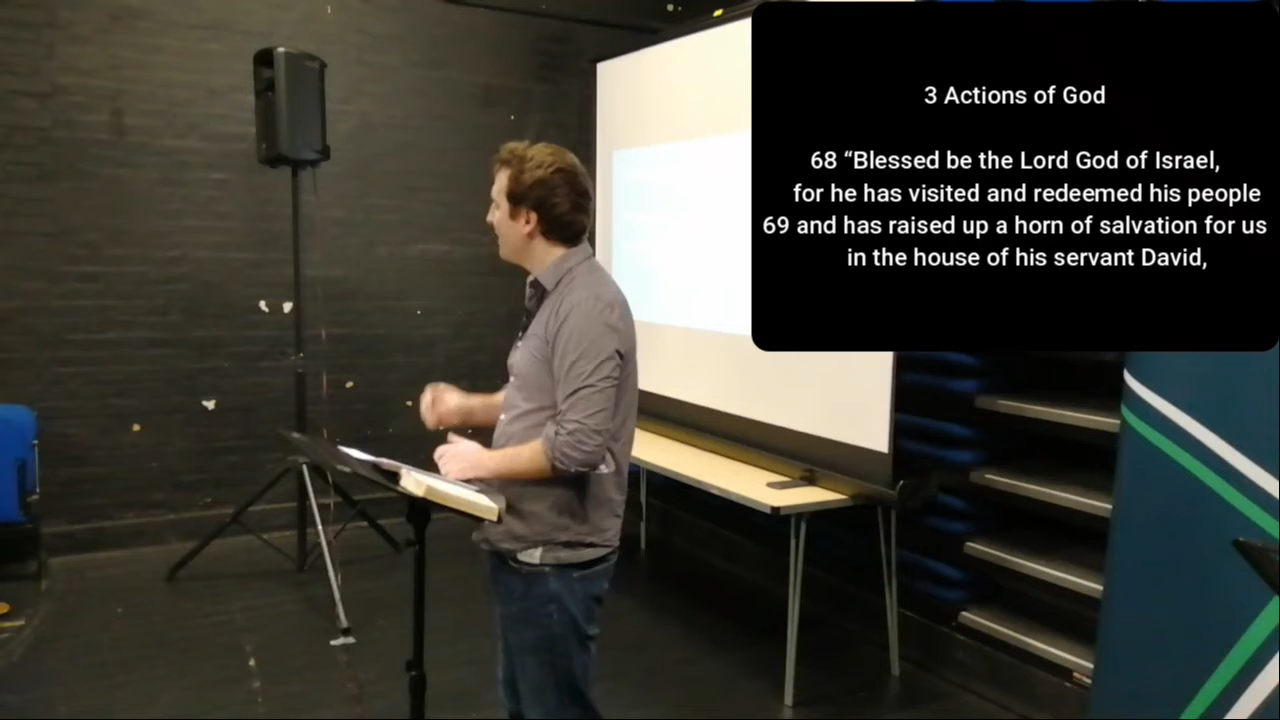 3 Actions of God
68 “Blessed be the Lord God of Israel,
for he has visited and redeemed his people
69 and has raised up a horn of salvation for us
in the house of his servant David,